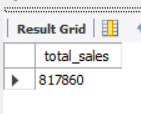 Result Grid
total_sales
817860